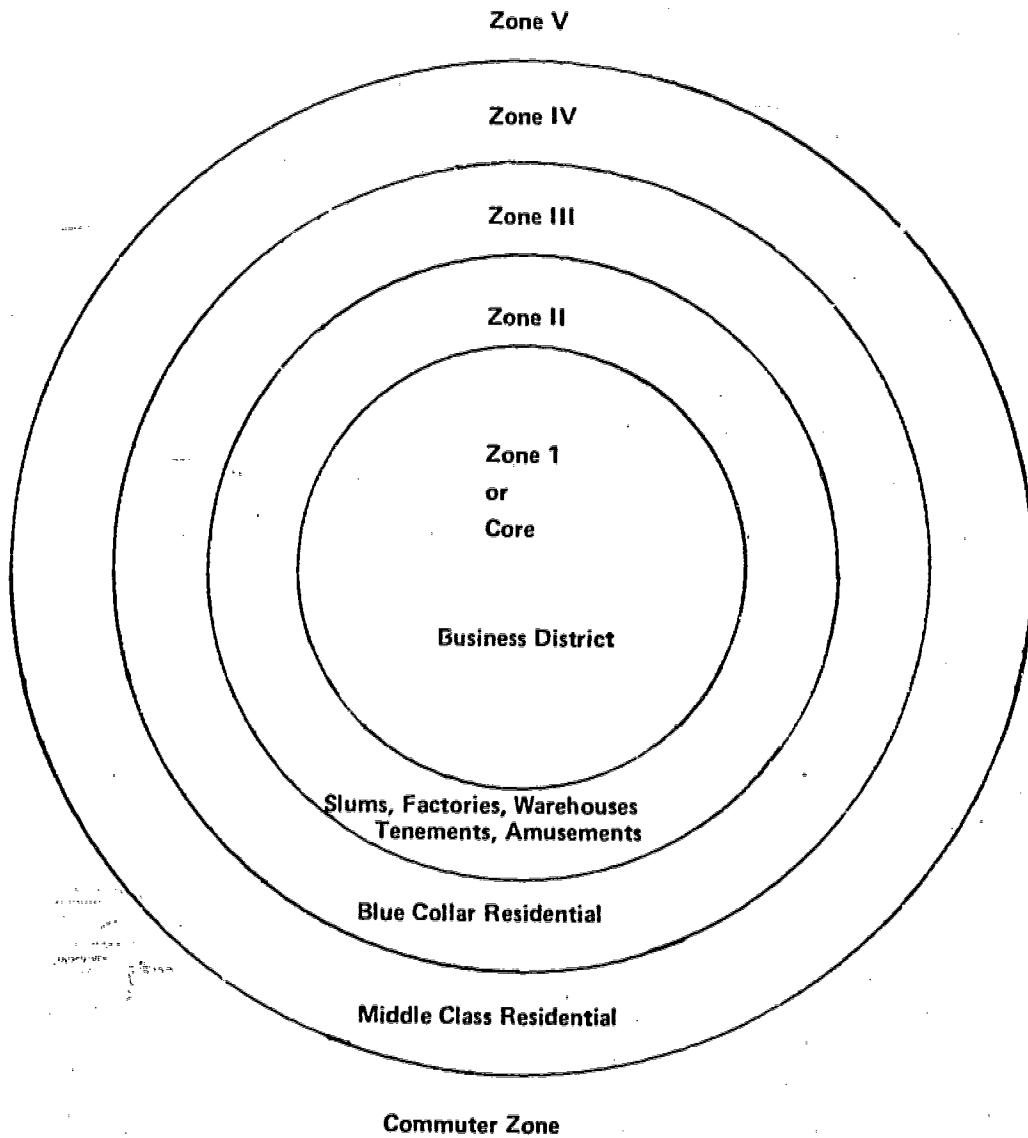 Zone V
Zone IV
Zone III
Zone II
Zone 1
or
Core
Business District
Slums, Factories, Warehouses
Tenements, Amusements
Blue Collar Residential
Middle Class Residential
Commuter Zone